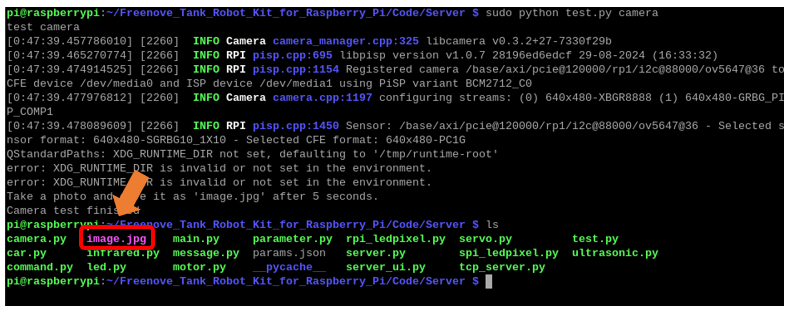 pi@raspberrypi:~/Freenove_Tank_Robot_Kit_for_Raspberry_Pi/Code/Server $ sudo python test.py camera
test camera
[0:47:39.457786010] [2260]  INFO Camera camera_manager.cpp:325 libcamera v0.3.2+27-7330f29b
[0:47:39.465270774] [2266]  INFO RPI pisp.cpp:695 libpisp version v1.0.7 28196ed6edcf 29-08-2024 (16:33:32)
[0:47:39.474914525] [2266]  INFO RPI pisp.cpp:1154 Registered camera /base/axi/pcie@120000/rp1/i2c@88000/ov5647@36 to
CFE device /dev/media0 and ISP device /dev/media1 using PiSP variant BCM2712_C0
[0:47:39.477976812] [2260]  INFO Camera camera.cpp:1197 configuring streams: (0) 640x480-XBGR8888 (1) 640x480-GRBG_PI
P_COMP1
[0:47:39.478089609] [2266]  INFO RPI pisp.cpp:1450 Sensor: /base/axi/pcie@120000/rp1/i2c@88000/ov5647@36 - Selected s
nsor format: 640x480-SGRBG10_1X10 - Selected CFE format: 640x480-PC1G
QStandardPaths: XDG_RUNTIME_DIR not set, defaulting to '/tmp/runtime-root'
error: XDG_RUNTIME_DIR is invalid or not set in the environment.
error: XDG_RUNTIME is invalid or not set in the environment.
Take a photo and it as 'image.jpg' after 5 seconds.
Camera test finished
pi@raspberrypi:~/Freenove_Tank_Robot_Kit_for_Raspberry_Pi/Code/Server $ ls
camera.py image.jpg main.py parameter.py rpi_ledpixel.py servo.py test.py
car.py infrared.py message.py params.json server.py spi_ledpixel.py ultrasonic.py
command.py led.py motor.py __pycache__ server_ui.py tcp_server.py
pi@raspberrypi:~/Freenove_Tank_Robot_Kit_for_Raspberry_Pi/Code/Server $